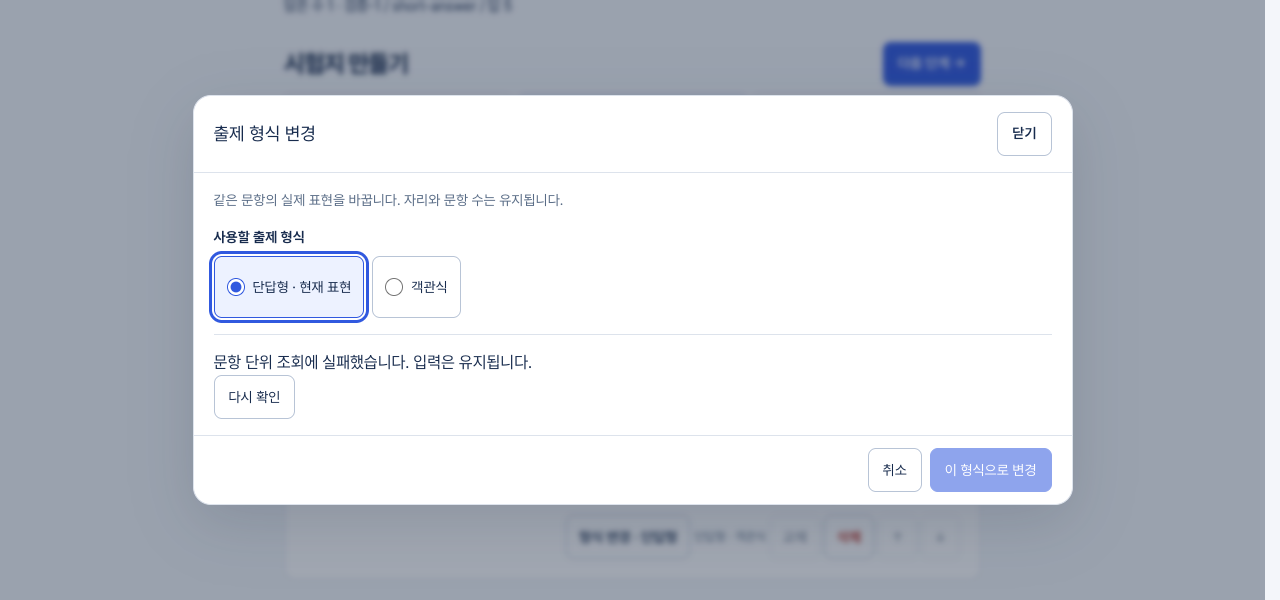 시험지 만들기
출제 형식 변경
닫기
같은 문항의 실제 표현을 바꿉니다. 자리와 문항 수는 유지됩니다.
사용할 출제 형식
단답형 · 현재 표현
객관식
문항 단위 조회에 실패했습니다. 입력은 유지됩니다.
다시 확인
취소
이 형식으로 변경